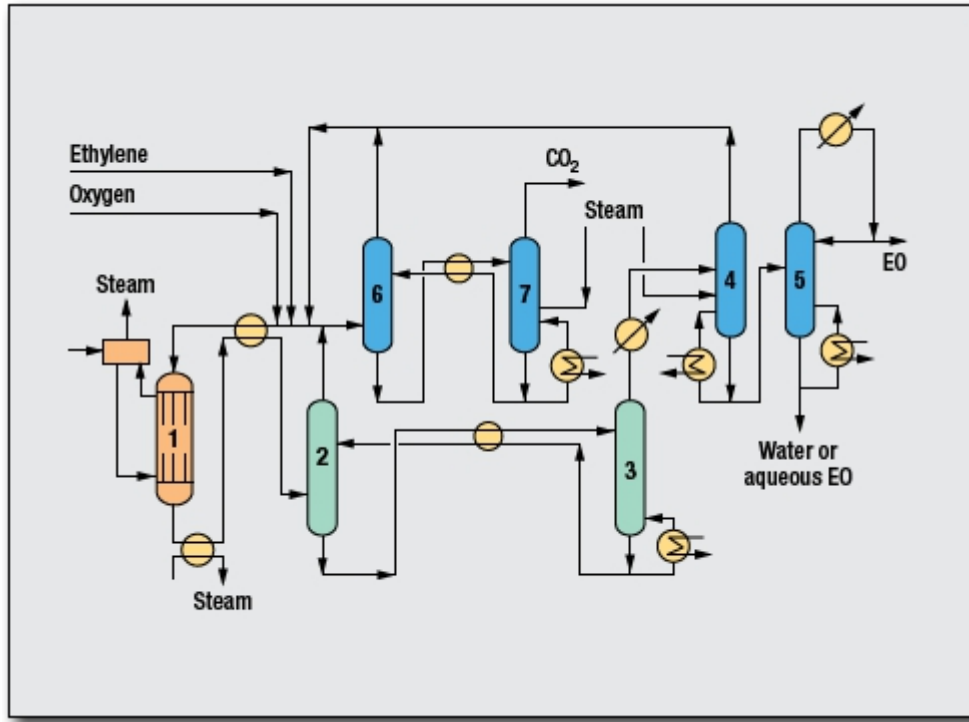 Ethylene
Oxygen
CO2
Steam
EO
Steam
6
7
4
5
1
2
3
Water or
aqueous EO
Steam